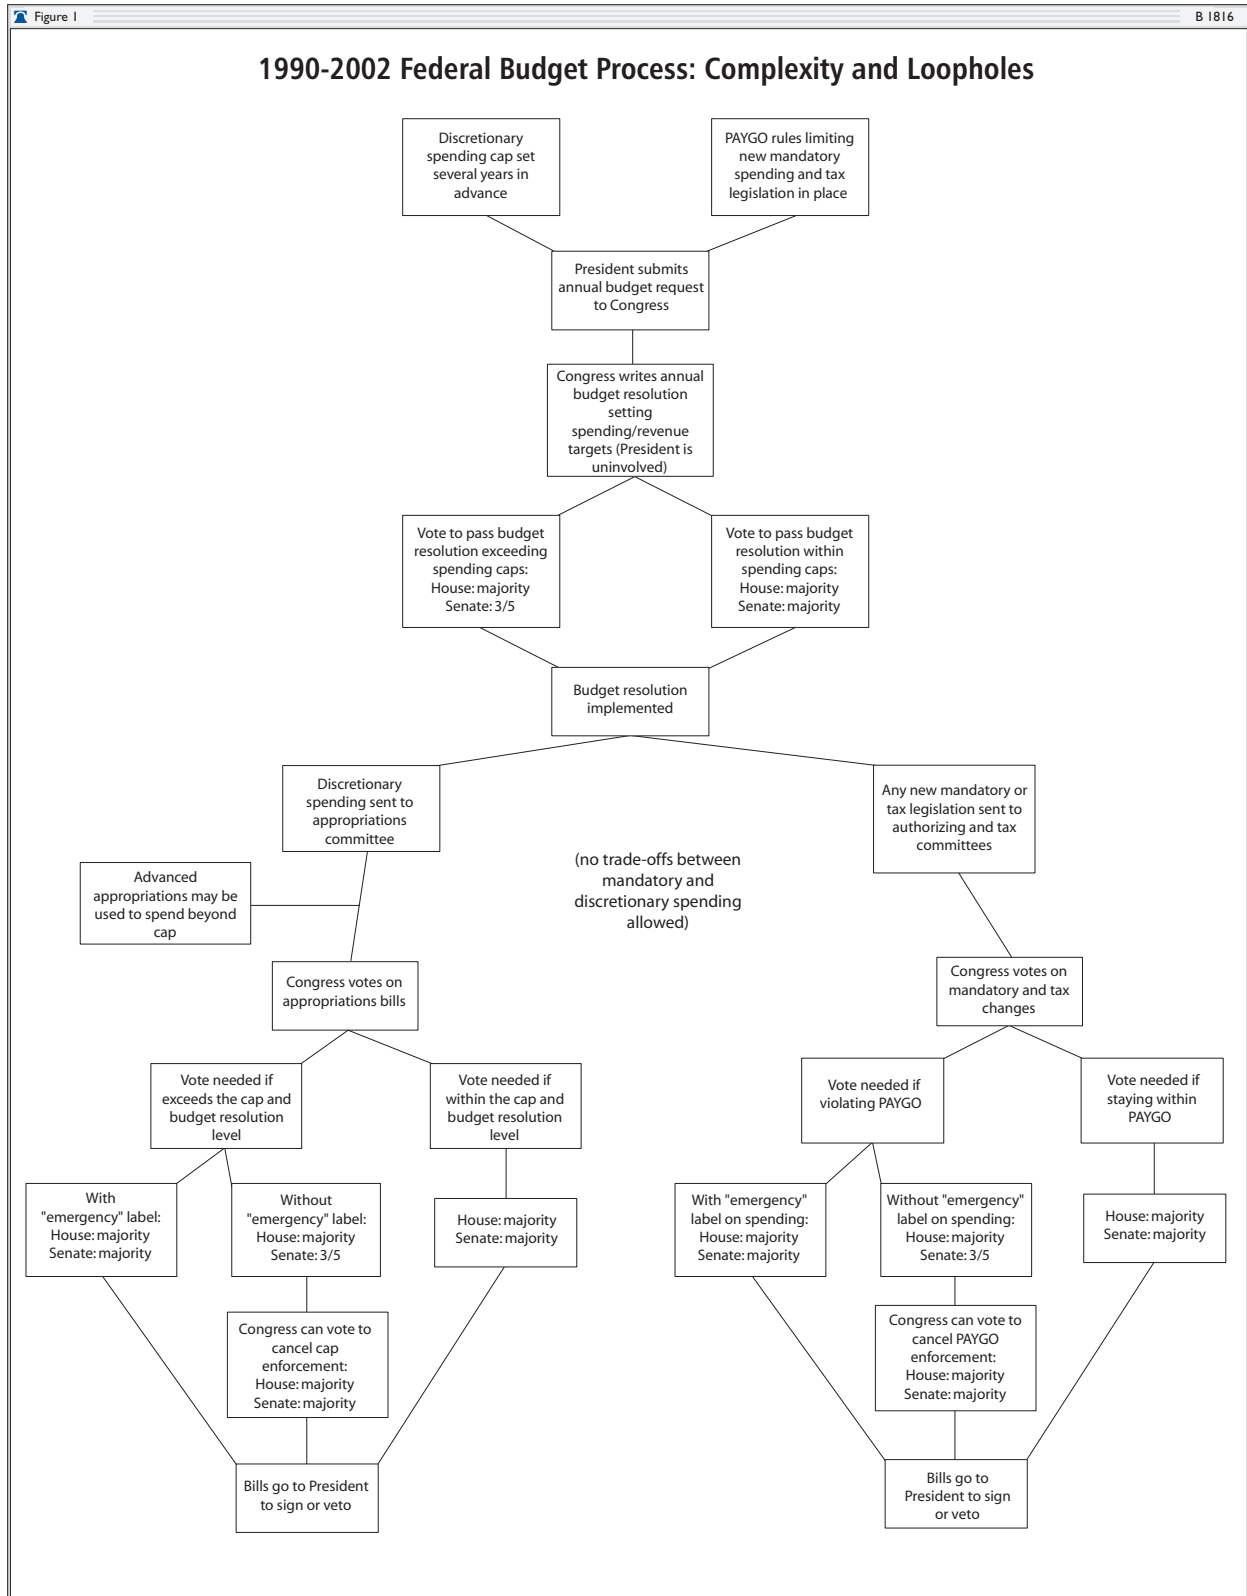 Figure 1
B 1816
1990-2002 Federal Budget Process: Complexity and Loopholes
Discretionary
spending cap set
several years in
advance
PAYGO rules limiting
new mandatory
spending and tax
legislation in place
President submits
annual budget request
to Congress
Congress writes annual
budget resolution
setting
spending/revenue
targets (President is
uninvolved)
Vote to pass budget
resolution exceeding
spending caps:
House: majority
Senate: 3/5
Vote to pass budget
resolution within
spending caps:
House: majority
Senate: majority
Budget resolution
implemented
Discretionary
spending sent to
appropriations
committee
Any new mandatory or
tax legislation sent to
authorizing and tax
committees
(no trade-offs between
mandatory and
discretionary spending
allowed)
Advanced
appropriations may be
used to spend beyond
cap
Congress votes on
appropriations bills
Congress votes on
mandatory and tax
changes
Vote needed if
exceeds the cap and
budget resolution
level
Vote needed if
within the cap and
budget resolution
level
Vote needed if
violating PAYGO
Vote needed if
staying within
PAYGO
With
"emergency" label:
House: majority
Senate: majority
Without
"emergency" label:
House: majority
Senate: 3/5
House: majority
Senate: majority
With "emergency"
label on spending:
House: majority
Senate: majority
Without "emergency"
label on spending:
House: majority
Senate: 3/5
House: majority
Senate: majority
Congress can vote to
cancel cap
enforcement:
House: majority
Senate: majority
Congress can vote to
cancel PAYGO
enforcement:
House: majority
Senate: majority
Bills go to President
to sign or veto
Bills go to
President to sign
or veto